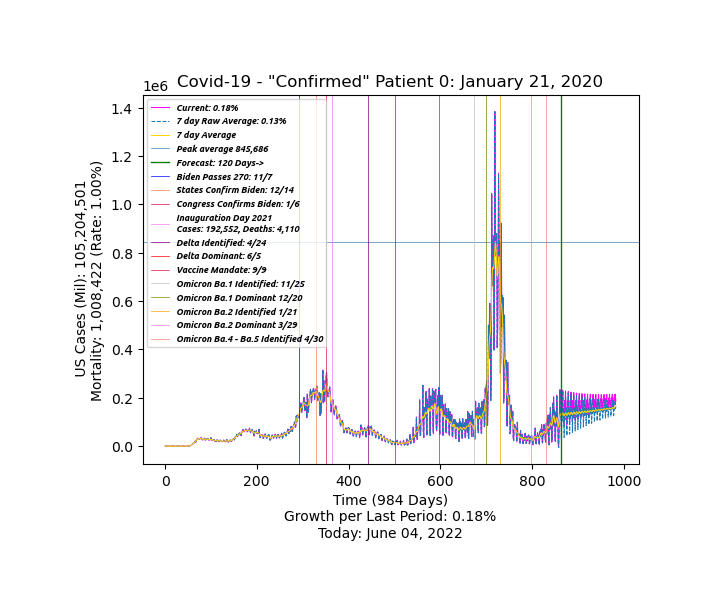 Covid-19 - "Confirmed" Patient 0: January 21, 2020
1e6
1.4
1.2
1.0
0.8
0.6
0.4
0.2
0.0
US Cases (Mil): 105,204,501
Mortality: 1,008,422 (Rate: 1.00%)
Current: 0.18%
7 day Raw Average: 0.13%
7 day Average
Peak average 845,686
Forecast: 120 Days->
Biden Passes 270: 11/7
States Confirm Biden: 12/14
Congress Confirms Biden: 1/6
Inauguration Day 2021
Cases: 192,552, Deaths: 4,110
Delta Identified: 4/24
Delta Dominant: 6/5
Vaccine Mandate: 9/9
Omicron Ba.1 Identified: 11/25
Omicron Ba.1 Dominant 12/20
Omicron Ba.2 Identified 1/21
Omicron Ba.2 Dominant 3/29
Omicron Ba.4 - Ba.5 Identified 4/30
0 200 400 600 800 1000
Time (984 Days)
Growth per Last Period: 0.18%
Today: June 04, 2022